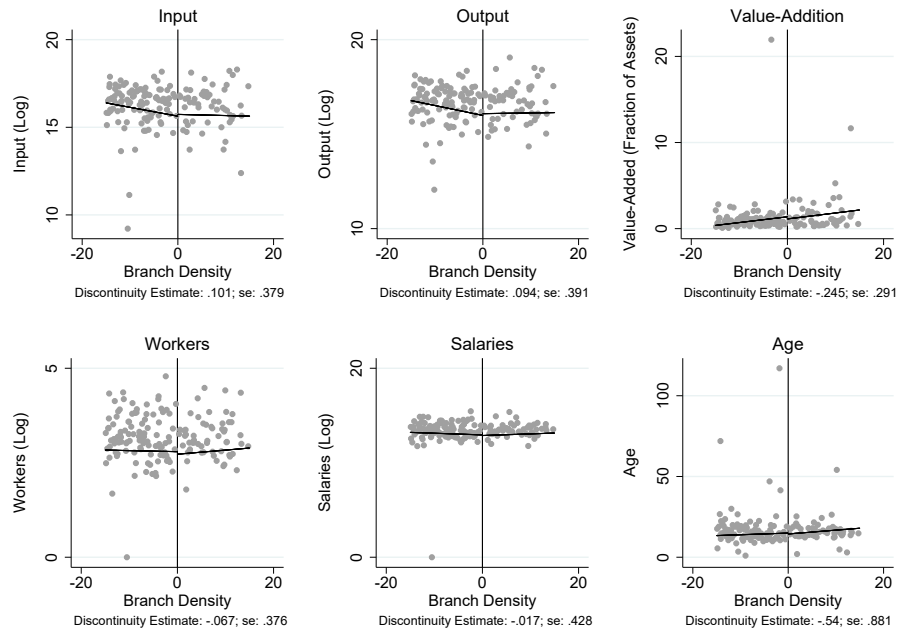 Input
20
15
10
Input (Log)
-20 0 20
Branch Density
Discontinuity Estimate: .101; se: .379
Output
20
10
Output (Log)
-20 0 20
Branch Density
Discontinuity Estimate: .094; se: .391
Value-Addition
20
10
0
Value-Added (Fraction of Assets)
-20 0 20
Branch Density
Discontinuity Estimate: -.245; se: .291
Workers
5
0
Workers (Log)
-20 0 20
Branch Density
Discontinuity Estimate: -.067; se: .376
Salaries
20
10
0
Salaries (Log)
-20 0 20
Branch Density
Discontinuity Estimate: -.017; se: .428
Age
100
50
0
Age
-20 0 20
Branch Density
Discontinuity Estimate: -.54; se: .881